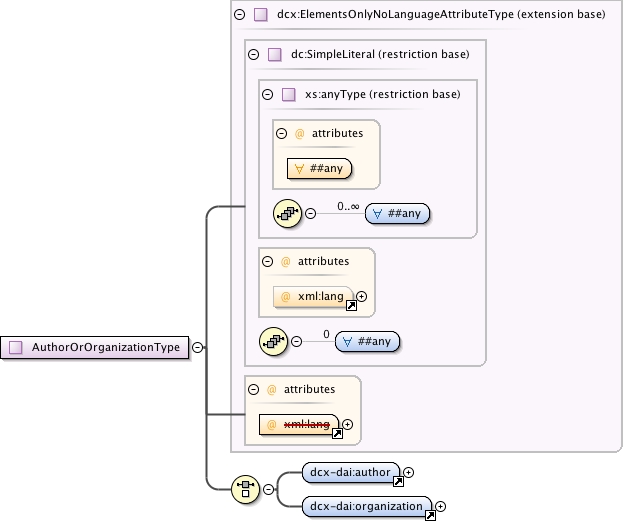 dcx:ElementsOnlyNoLanguageAttributeType (extension base)
dc:SimpleLiteral (restriction base)
xs:anyType (restriction base)
@ attributes
∀ ##any
0..∞
∀ ##any
@ attributes
@ xml:lang
0
∀ ##any
AuthorOrOrganizationType
@ attributes
@ xml:lang
dcx-dai:author
dcx-dai:organization